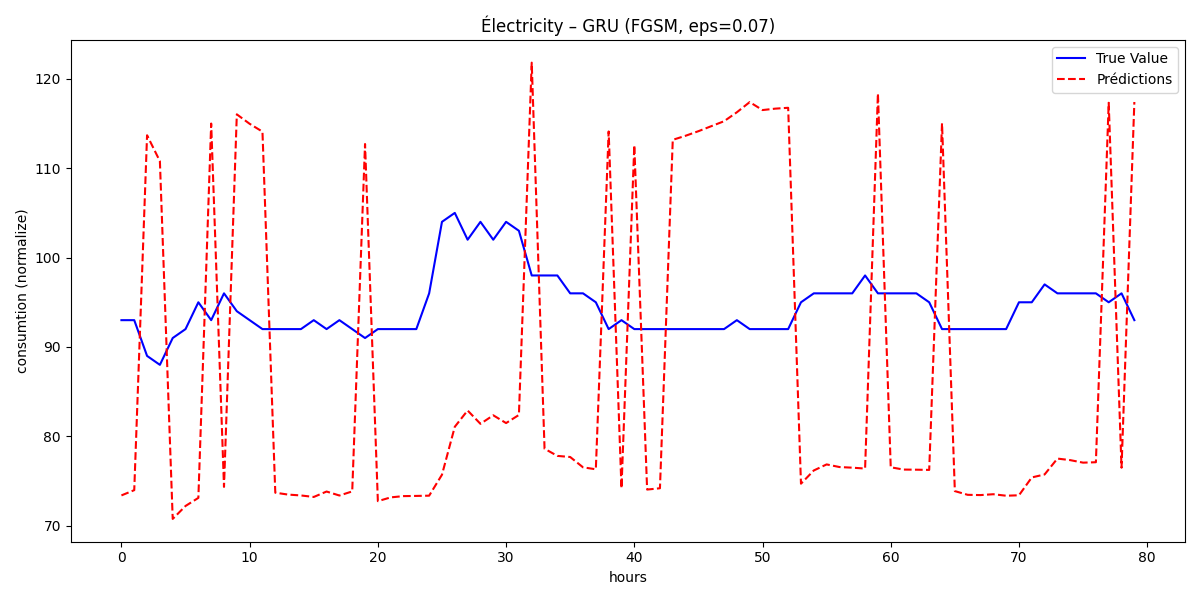 Électricity – GRU (FGSM, eps=0.07)
True Value
Prédictions
consumtion (normalize)
120
110
100
90
80
70
0 10 20 30 40 50 60 70 80
hours